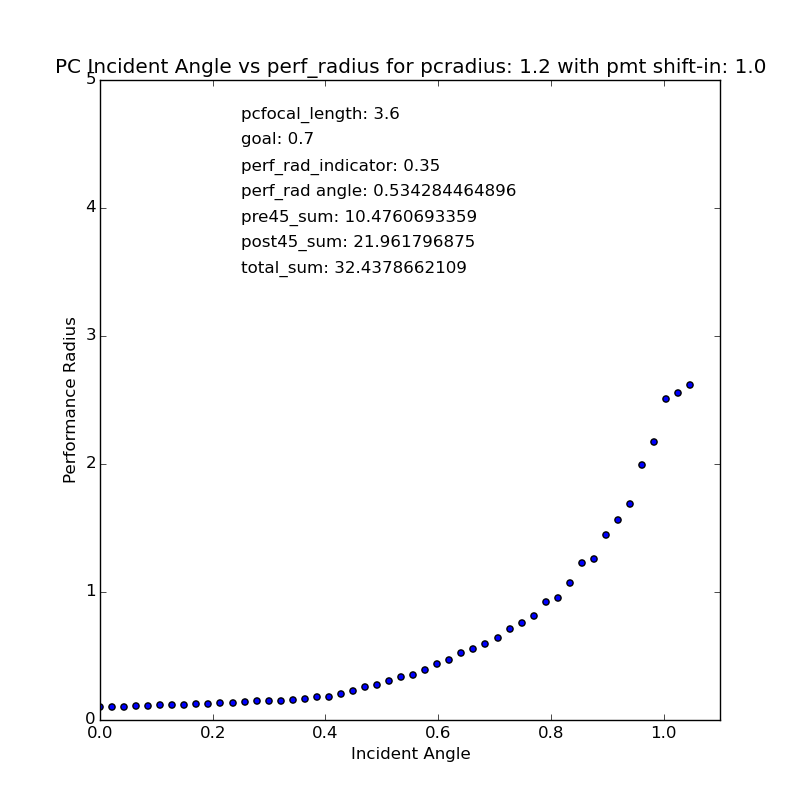 PC Incident Angle vs perf_radius for pcradius: 1.2 with pmt shift-in: 1.0
5
pcfocal_length: 3.6
goal: 0.7
perf_rad_indicator: 0.35
perf_rad angle: 0.534284464896
4
pre45_sum: 10.4760693359
post45_sum: 21.961796875
total_sum: 32.4378662109
3
Performance Radius
2
1
0
0.0 0.2 0.4 0.6 0.8 1.0
Incident Angle